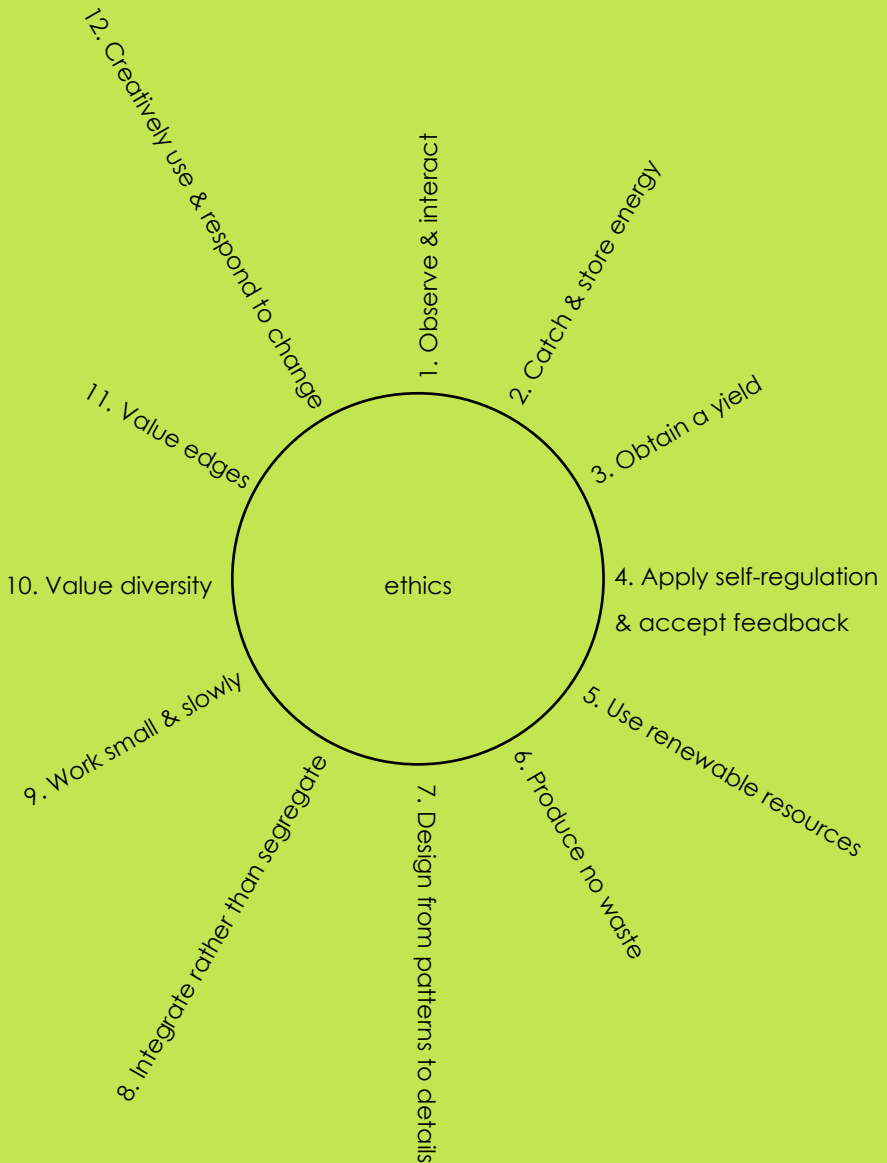 1. Observe & interact
2. Catch & store energy
3. Obtain a yield
4. Apply self-regulation
& accept feedback
5. Use renewable resources
6. Produce no waste
7. Design from patterns to details
8. Integrate rather than segregate
9. Work small & slowly
10. Value diversity
11. Value edges
12. Creatively use & respond to change
ethics